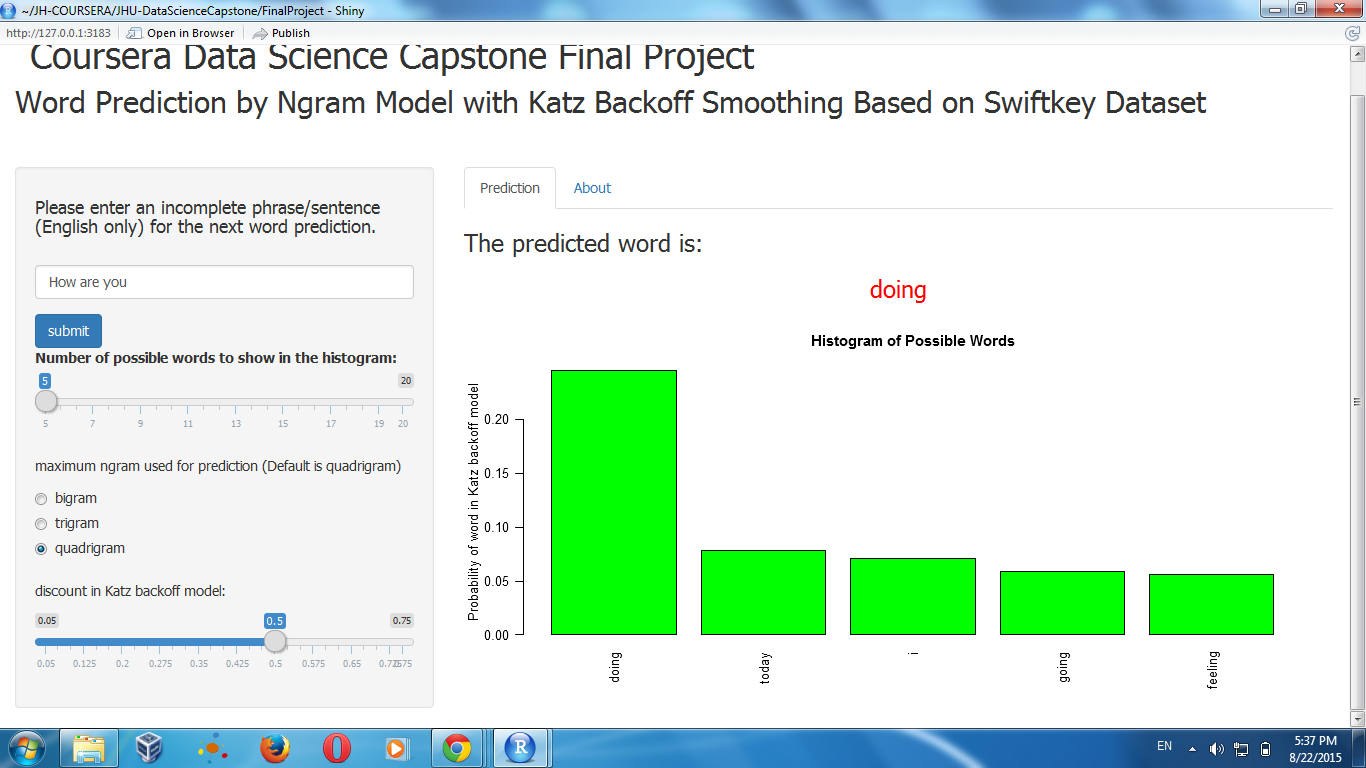 ~/JH-COURSERA/JHU-DataScienceCapstone/FinalProject - Shiny
http://127.0.0.1:3183 Open in Browser Publish
Coursera Data Science Capstone Final Project
Word Prediction by Ngram Model with Katz Backoff Smoothing Based on Swiftkey Dataset
Please enter an incomplete phrase/sentence
(English only) for the next word prediction.
How are you
submit
Number of possible words to show in the histogram:
5 20
5 7 9 11 13 15 17 19 20
maximum ngram used for prediction (Default is quadrigram)
bigram
trigram
quadrigram
discount in Katz backoff model:
0.05 0.5 0.75
0.05 0.125 0.2 0.275 0.35 0.425 0.5 0.575 0.65 0.725 0.75
Prediction About
The predicted word is:
doing
Histogram of Possible Words
Probability of word in Katz backoff model
0.20
0.15
0.10
0.05
0.00
doing today i going feeling
EN 5:37 PM
8/22/2015